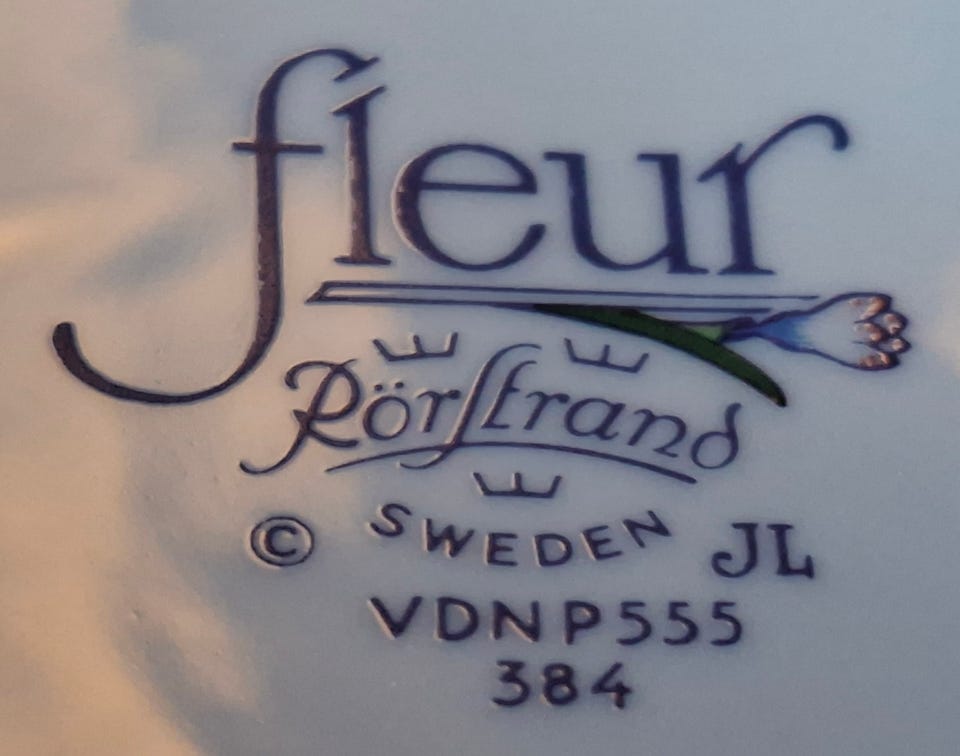 fleur
Rörstrand
© SWEDEN JL
VDNP555
384